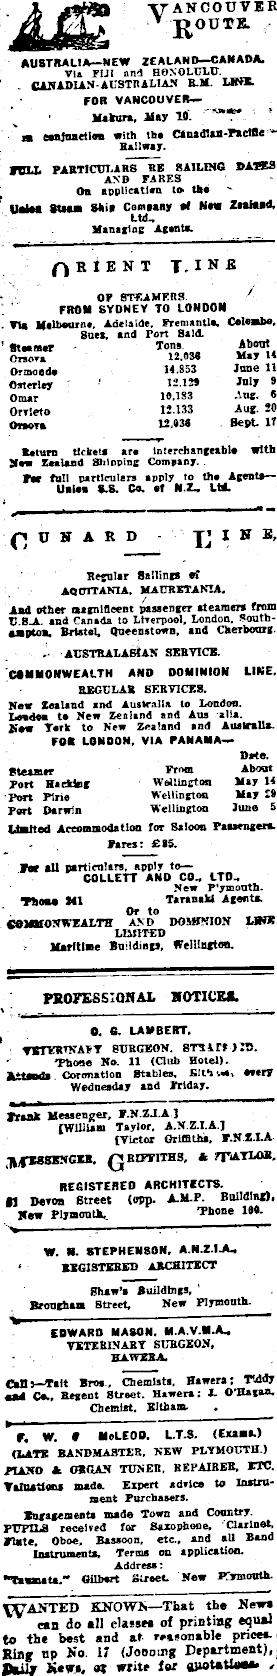 VANCOUVER
ROUTE.
AUSTRALIA—NEW ZEALAND—CANADA.
Via FIJI and HONOLULU.
CANADIAN-AUSTRALIAN R.M. LINE.
FOR VANCOUVER—
Makura, May 10.
in conjunction with the Canadian-Pacific
Railway.
FULL PARTICULARS RE SAILING DATES
AND FARES
On application to the
Union Steam Ship Company of New Zealand,
Ltd.,
Managing Agents.
ORIENT LINE
OF STEAMERS.
FROM SYDNEY TO LONDON
Via Melbourne, Adelaide, Fremantle, Colombo,
Suez, and Port Said.
Steamer Tons. About
Orsova 12,036 May 14
Ormonde 14,853 June 11
Osterley 12,129 July 9
Omar 10,183 Aug. 6
Orvieto 12,133 Aug. 20
Orsova 12,036 Sept. 17
Return tickets are interchangeable with
New Zealand Shipping Company.
For full particulars apply to the Agents—
Union S.S. Co. of N.Z., Ltd.
CUNARD LINE,
Regular Sailings of
AQUITANIA, MAURETANIA,
And other magnificent passenger steamers from
U.S.A. and Canada to Liverpool, London, South-
ampton, Bristol, Queenstown, and Cherbourg.
AUSTRALASIAN SERVICE.
COMMONWEALTH AND DOMINION LINE.
REGULAR SERVICES.
New Zealand and Australia to London.
London to New Zealand and Aus alia.
New York to New Zealand and Australia.
FOR LONDON, VIA PANAMA—
Date.
Steamer From About
Port Hacking Wellington May 14
Port Pirie Wellington May 29
Port Darwin Wellington June 5
Limited Accommodation for Saloon Passengers.
Fares: £85.
For all particulars, apply to—
COLLETT AND CO., LTD.,
New Plymouth.
'Phone 241 Taranaki Agents.
Or to
COMMONWEALTH AND DOMINION LINE
LIMITED
Maritime Buildings, Wellington.
PROFESSIONAL NOTICES.
O. G. LAMBERT,
VETERINARY SURGEON, STRATFORD.
'Phone No. 11 (Club Hotel).
Attends Coronation Stables, Eltham, every
Wednesday and Friday.
Frank Messenger, F.N.Z.I.A.]
[William Taylor, A.N.Z.I.A.]
[Victor Griffiths, F.N.Z.I.A.
MESSENGER, GRIFFITHS, & TAYLOR,
REGISTERED ARCHITECTS.
Devon Street (opp. A.M.P. Building),
New Plymouth. 'Phone 190.
W. N. STEPHENSON, A.N.Z.I.A.,
REGISTERED ARCHITECT
Shaw's Buildings,
Brougham Street, New Plymouth.
EDWARD MASON, M.A.V.M.A.,
VETERINARY SURGEON,
HAWERA.
Call:—Tait Bros., Chemists, Hawera; Tiddy
and Co., Regent Street, Hawera; J. O'Hagan,
Chemist, Eltham.
F. W. McLEOD, L.T.S. (Exams.)
(LATE BANDMASTER, NEW PLYMOUTH.)
PIANO & ORGAN TUNER, REPAIRER, ETC.
Valuations made. Expert advice to Instru-
ment Purchasers.
Engagements made Town and Country.
PUPILS received for Saxophone, Clarinet,
Flute, Oboe, Bassoon, etc., and all Band
Instruments, Terms on application.
Address:
"Taumata," Gilbert Street, New Plymouth.
WANTED KNOWN—That the News
can do all classes of printing equal
to the best and at reasonable prices.
Ring up No. 17 (Jobbing Department),
Daily News, or write for quotations.